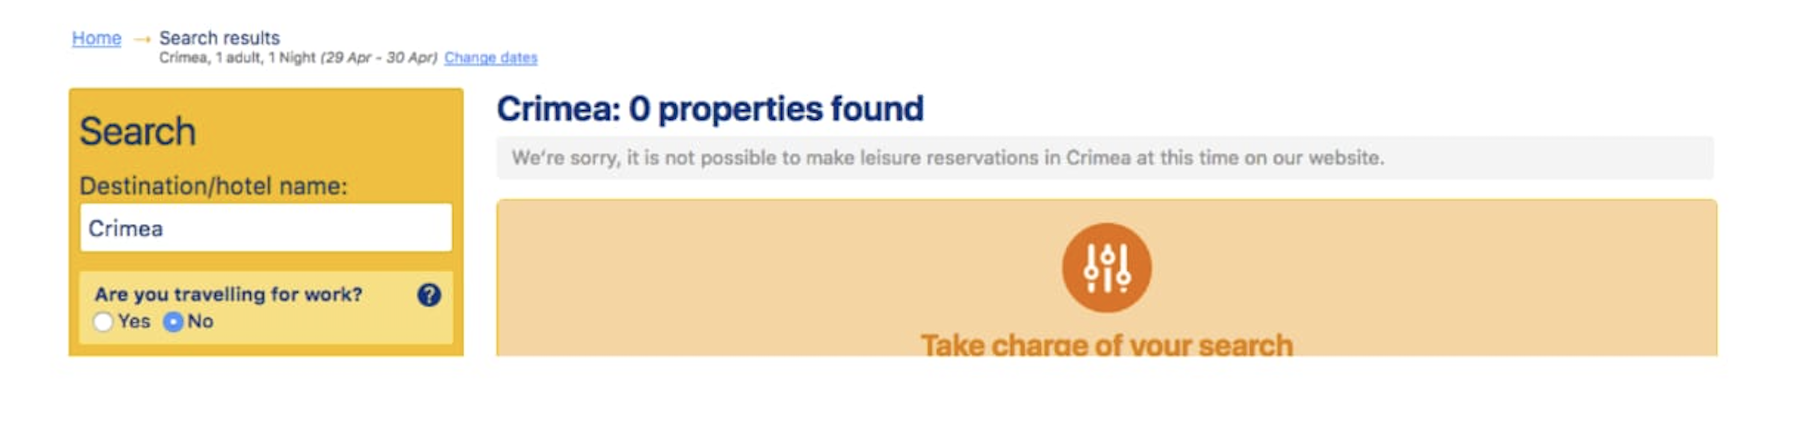 Home → Search results
Crimea, 1 adult, 1 Night (29 Apr - 30 Apr) Change dates
Search
Destination/hotel name:
Crimea
Are you travelling for work? ?
Yes No
Crimea: 0 properties found
We're sorry, it is not possible to make leisure reservations in Crimea at this time on our website.
Take charge of your search